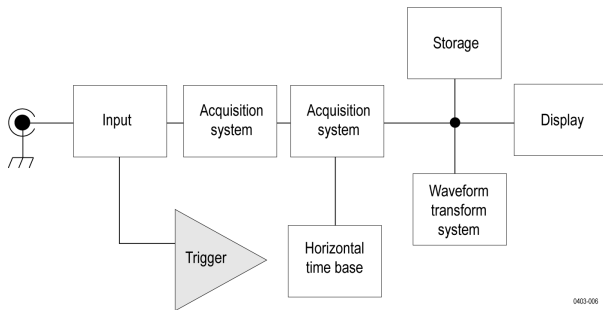 Storage
Input
Acquisition
system
Acquisition
system
Display
Waveform
transform
system
Trigger
Horizontal
time base
0403-006